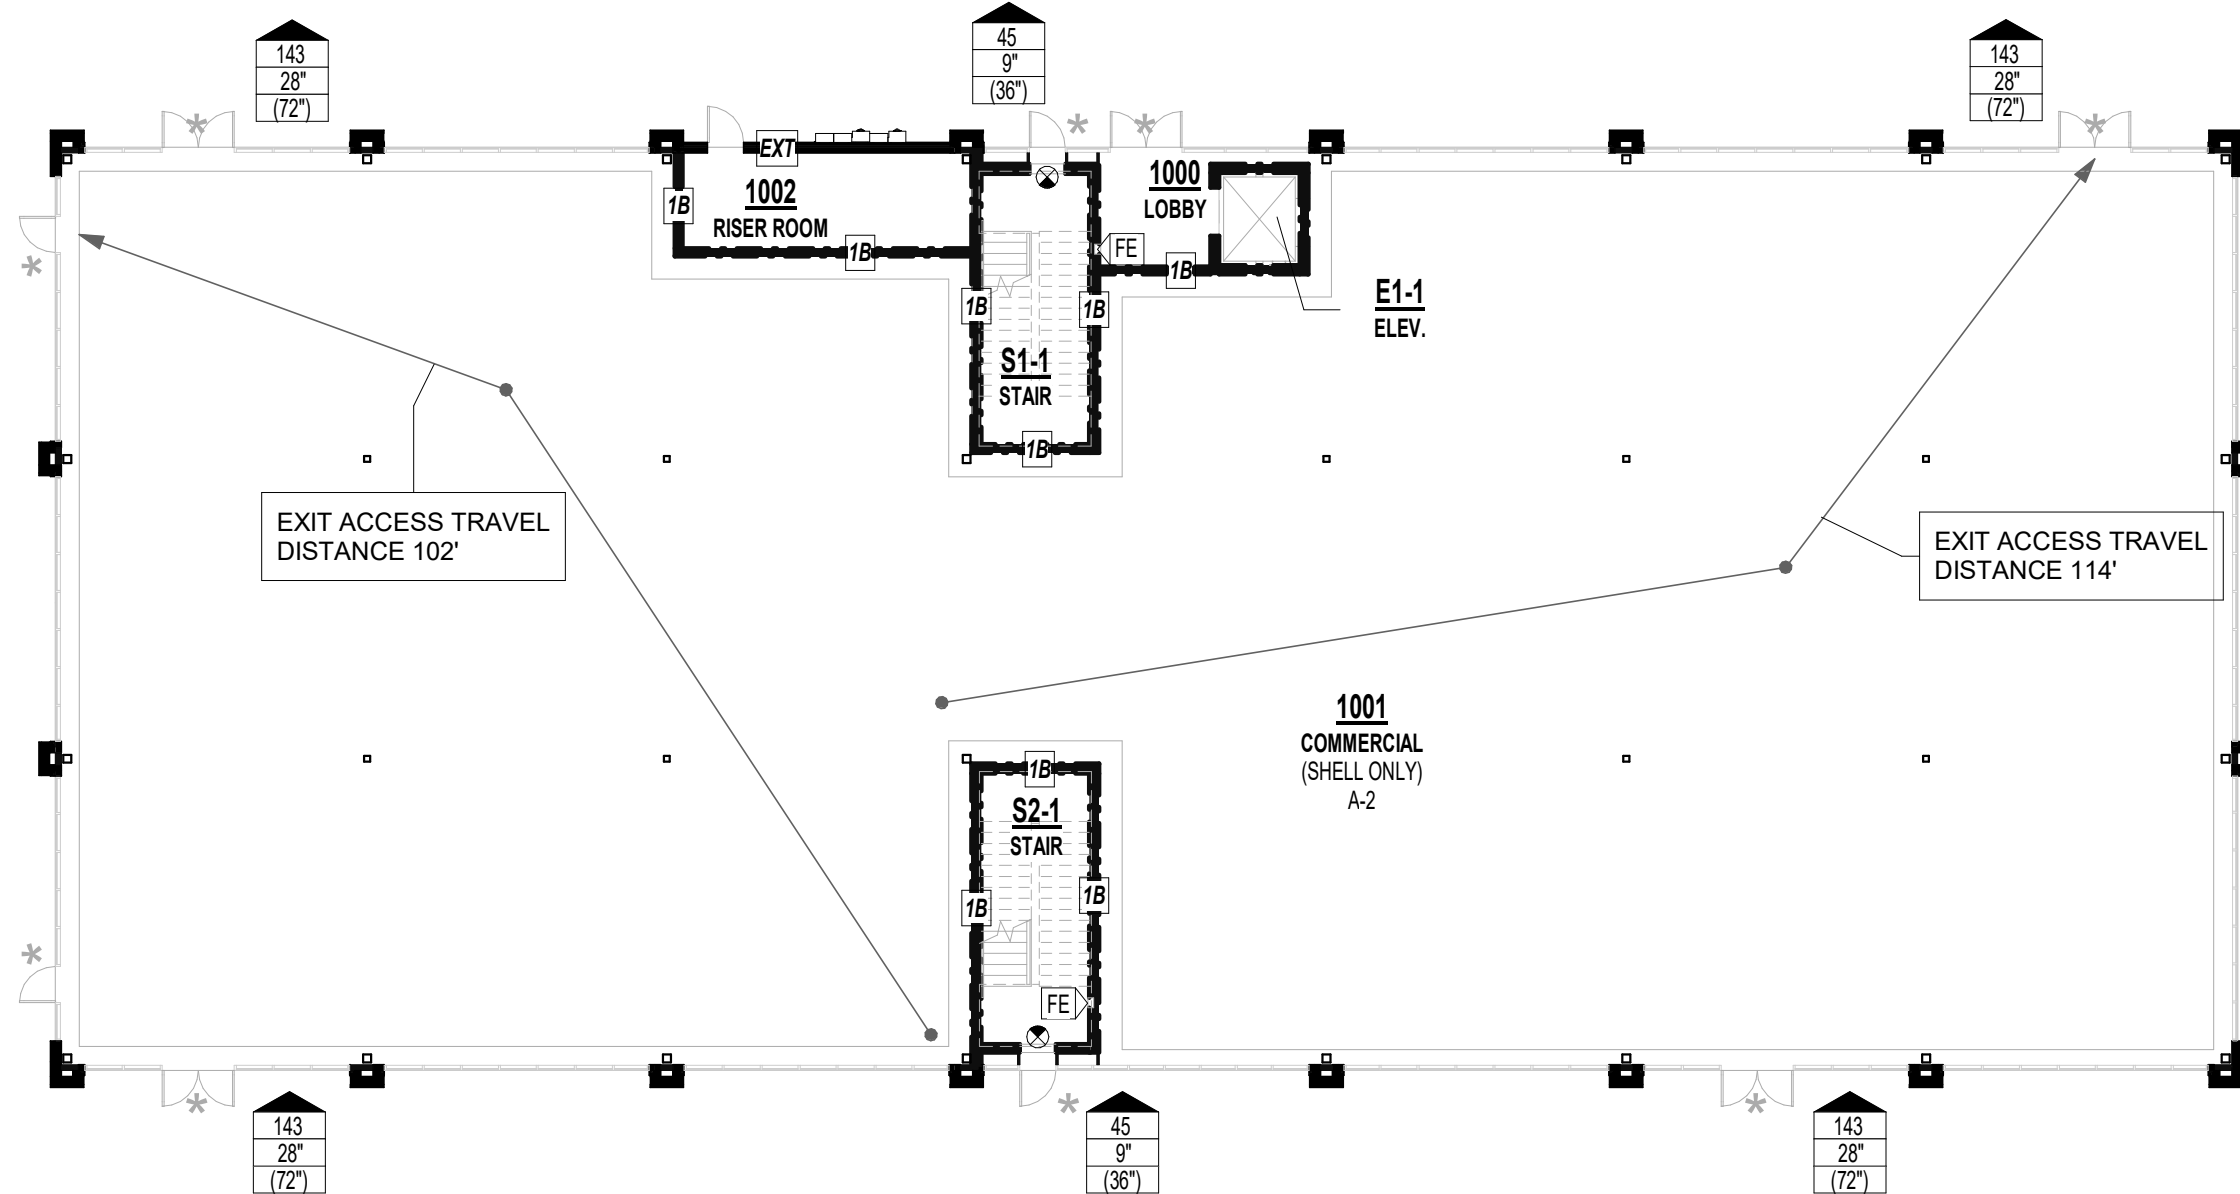 45
9"
(36")
143
28"
(72")
143
28"
(72")
*
*
*
*
EXT
1000
LOBBY
1002
RISER ROOM
1B
1B
FE
1B
*
1B
1B
E1-1
ELEV.
S1-1
STAIR
1B
EXIT ACCESS TRAVEL
DISTANCE 102'
EXIT ACCESS TRAVEL
DISTANCE 114'
1001
COMMERCIAL
(SHELL ONLY)
A-2
1B
S2-1
STAIR
1B
1B
*
FE
*
*
*
143
28"
(72")
45
9"
(36")
143
28"
(72")